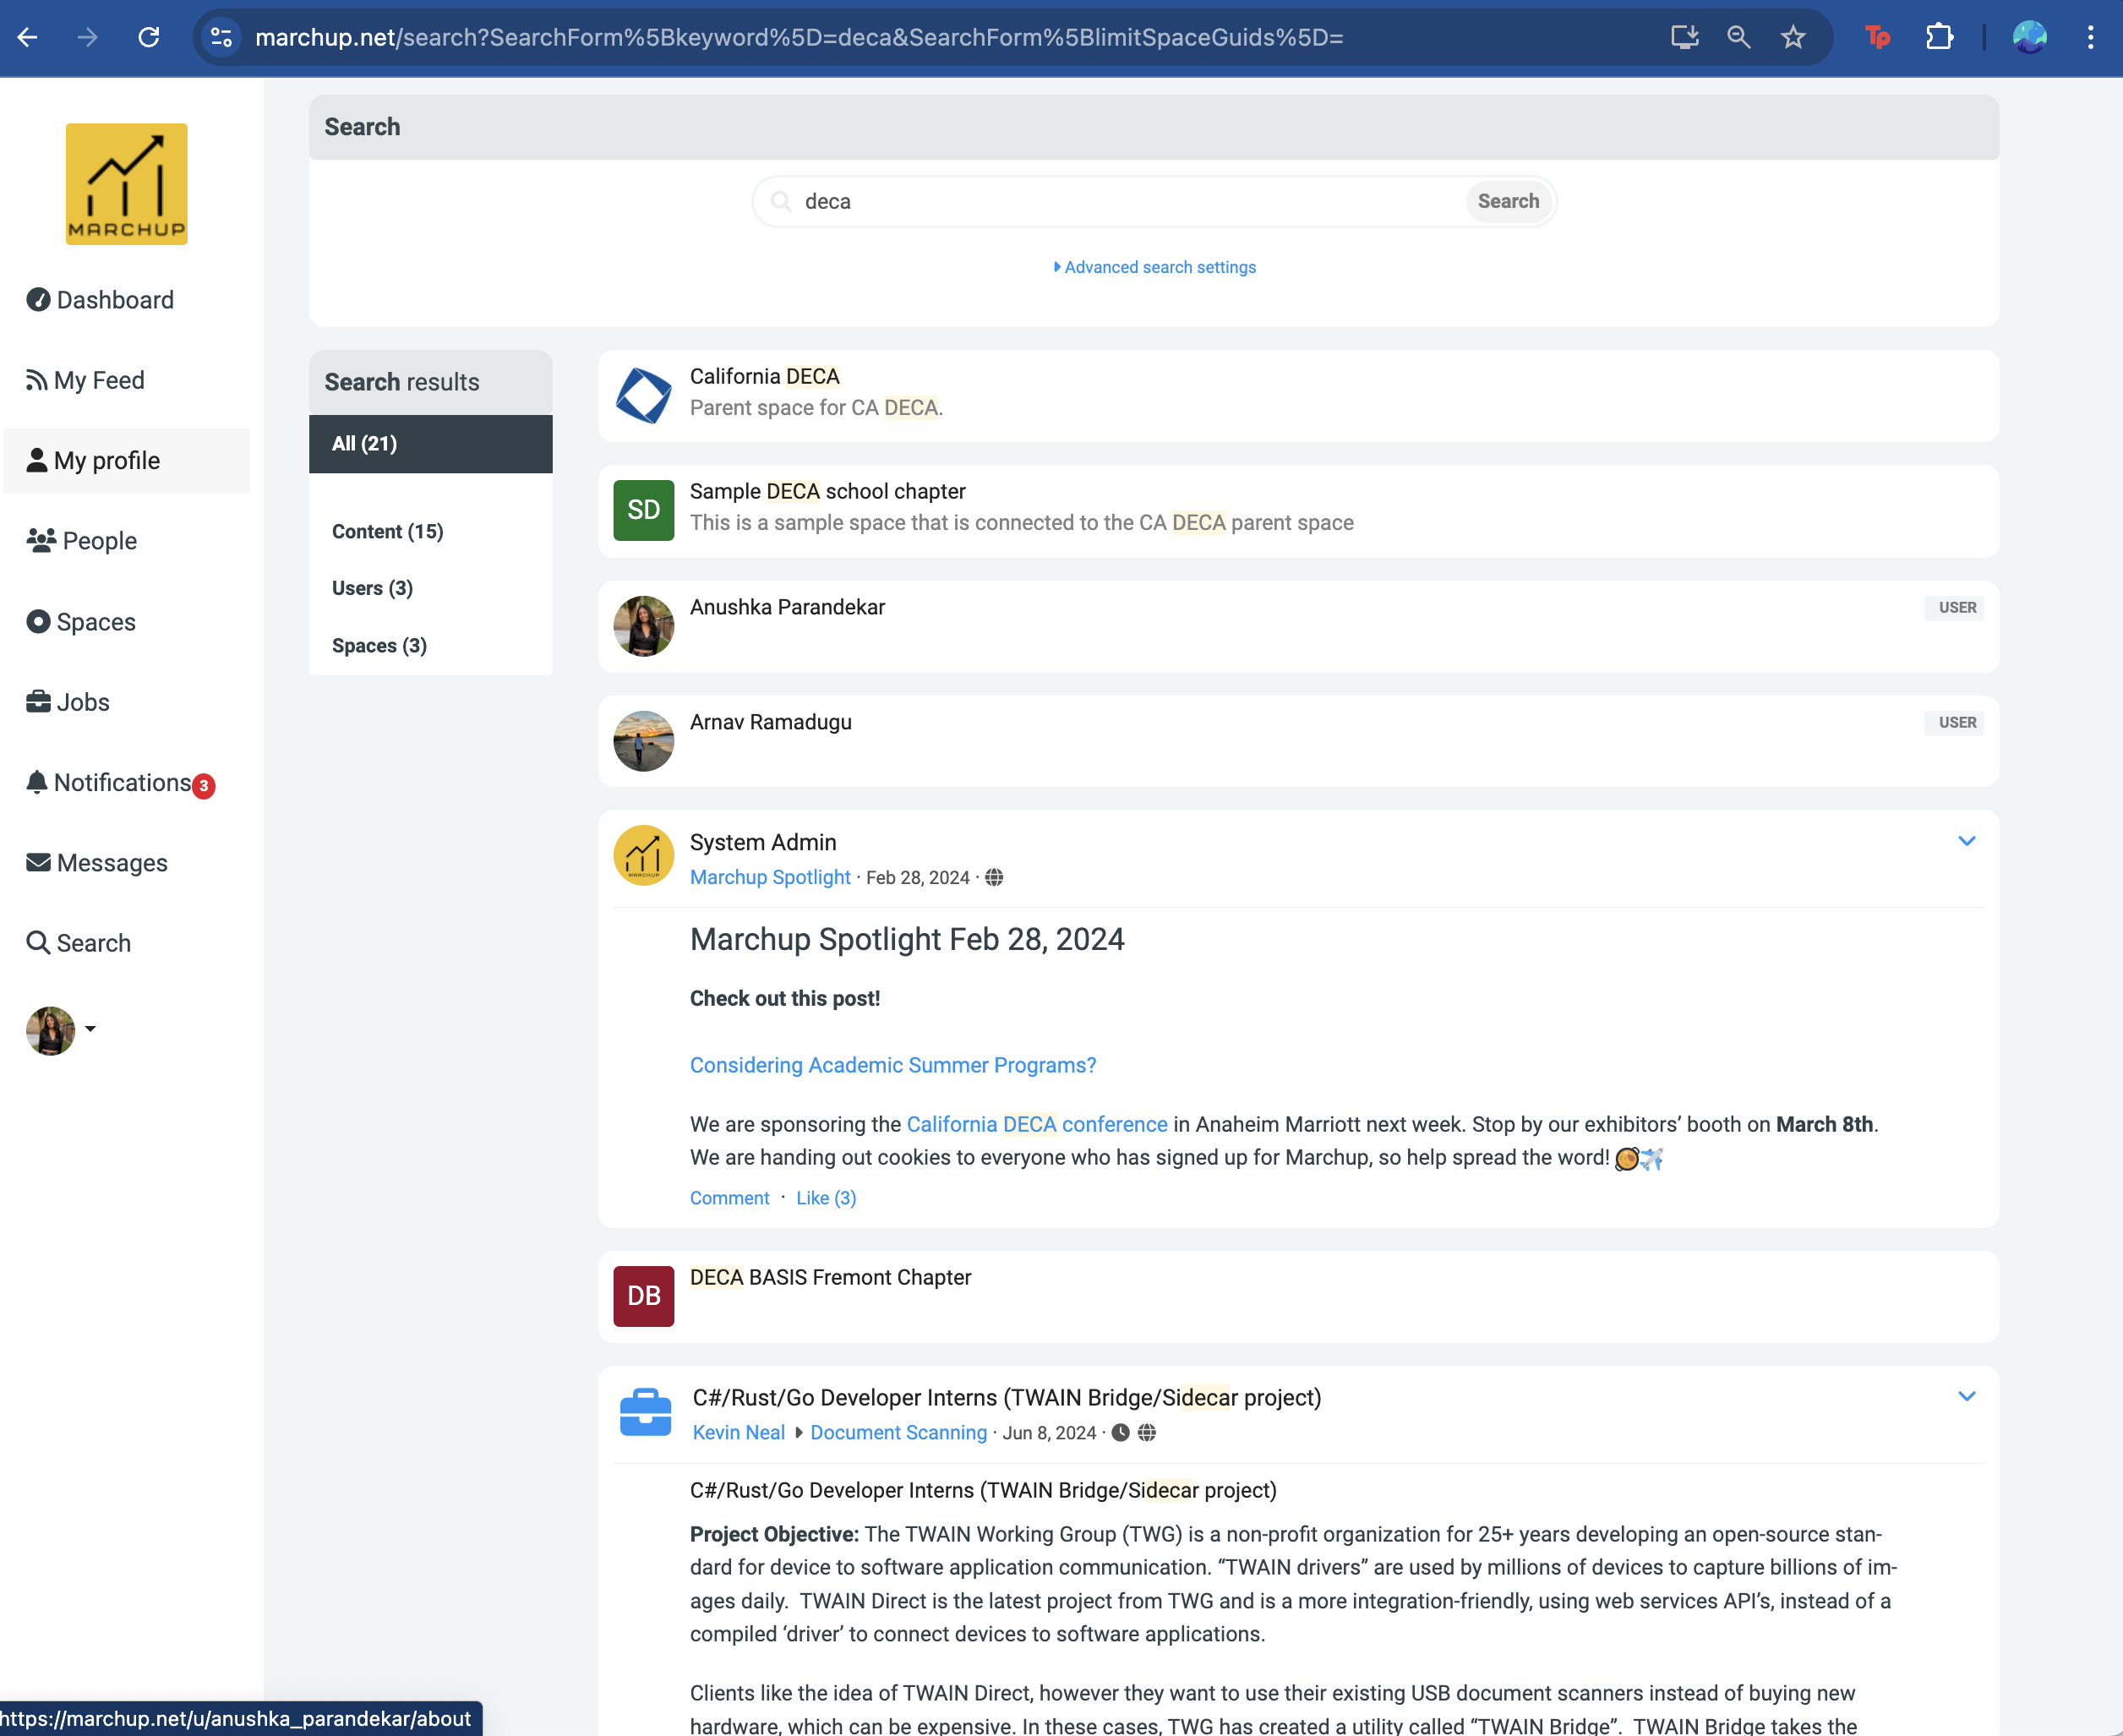 marchup.net/search?SearchForm%5Bkeyword%5D=deca&SearchForm%5BlimitSpaceGuids%5D=
Tp
MARCHUP
Dashboard
My Feed
My profile
People
Spaces
Jobs
Notifications 3
Messages
Search
Search
deca
Search
Advanced search settings
Search results
All (21)
Content (15)
Users (3)
Spaces (3)
California DECA
Parent space for CA DECA.
SD
Sample DECA school chapter
This is a sample space that is connected to the CA DECA parent space
Anushka Parandekar
USER
Arnav Ramadugu
USER
MARCHUP
System Admin
Marchup Spotlight · Feb 28, 2024 ·
Marchup Spotlight Feb 28, 2024
Check out this post!
Considering Academic Summer Programs?
We are sponsoring the California DECA conference in Anaheim Marriott next week. Stop by our exhibitors’ booth on March 8th.
We are handing out cookies to everyone who has signed up for Marchup, so help spread the word! 🥘✈️
Comment · Like (3)
DB
DECA BASIS Fremont Chapter
C#/Rust/Go Developer Interns (TWAIN Bridge/Sidecar project)
Kevin Neal Document Scanning · Jun 8, 2024 ·
C#/Rust/Go Developer Interns (TWAIN Bridge/Sidecar project)
Project Objective: The TWAIN Working Group (TWG) is a non-profit organization for 25+ years developing an open-source stan-
dard for device to software application communication. “TWAIN drivers” are used by millions of devices to capture billions of im-
ages daily.  TWAIN Direct is the latest project from TWG and is a more integration-friendly, using web services API’s, instead of a
compiled ‘driver’ to connect devices to software applications.
Clients like the idea of TWAIN Direct, however they want to use their existing USB document scanners instead of buying new
hardware, which can be expensive. In these cases, TWG has created a utility called “TWAIN Bridge”.  TWAIN Bridge takes the
https://marchup.net/u/anushka_parandekar/about